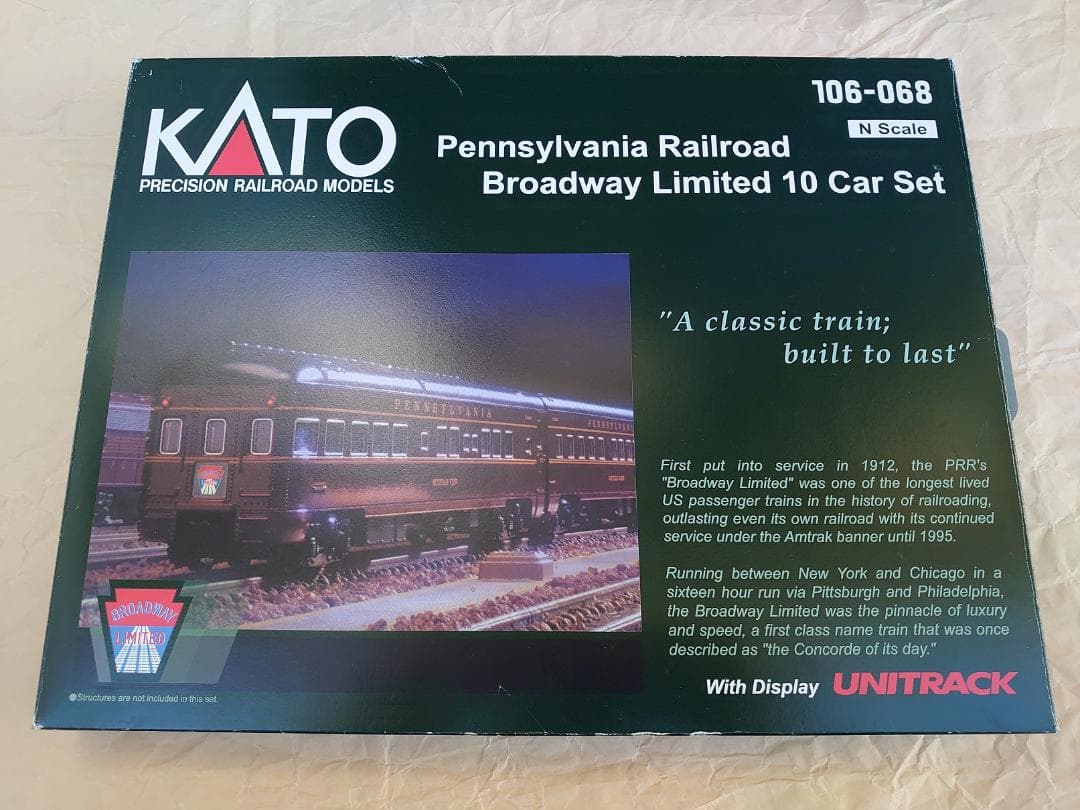 KATO
PRECISION RAILROAD MODELS
106-068
N Scale
Pennsylvania Railroad
Broadway Limited 10 Car Set
"A classic train;
built to last"
PENNSYLVANIA
First put into service in 1912, the PRR's
"Broadway Limited" was one of the longest lived
US passenger trains in the history of railroading,
outlasting even its own railroad with its continued
service under the Amtrak banner until 1995.
Running between New York and Chicago in a
sixteen hour run via Pittsburgh and Philadelphia,
the Broadway Limited was the pinnacle of luxury
and speed, a first class name train that was once
described as "the Concorde of its day."
BROADWAY
LIMITED
●Structures are not included in this set.
With Display UNITRACK